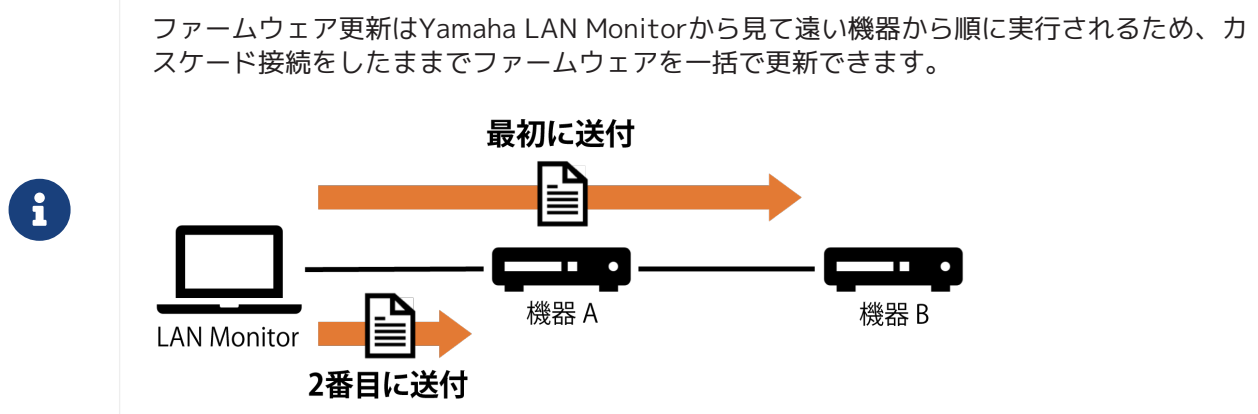 ファームウェア更新はYamaha LAN Monitorから見て遠い機器から順に実行されるため、カ
スケード接続をしたままでファームウェアを一括で更新できます。
最初に送付
機器 A
機器 B
LAN Monitor
2番目に送付